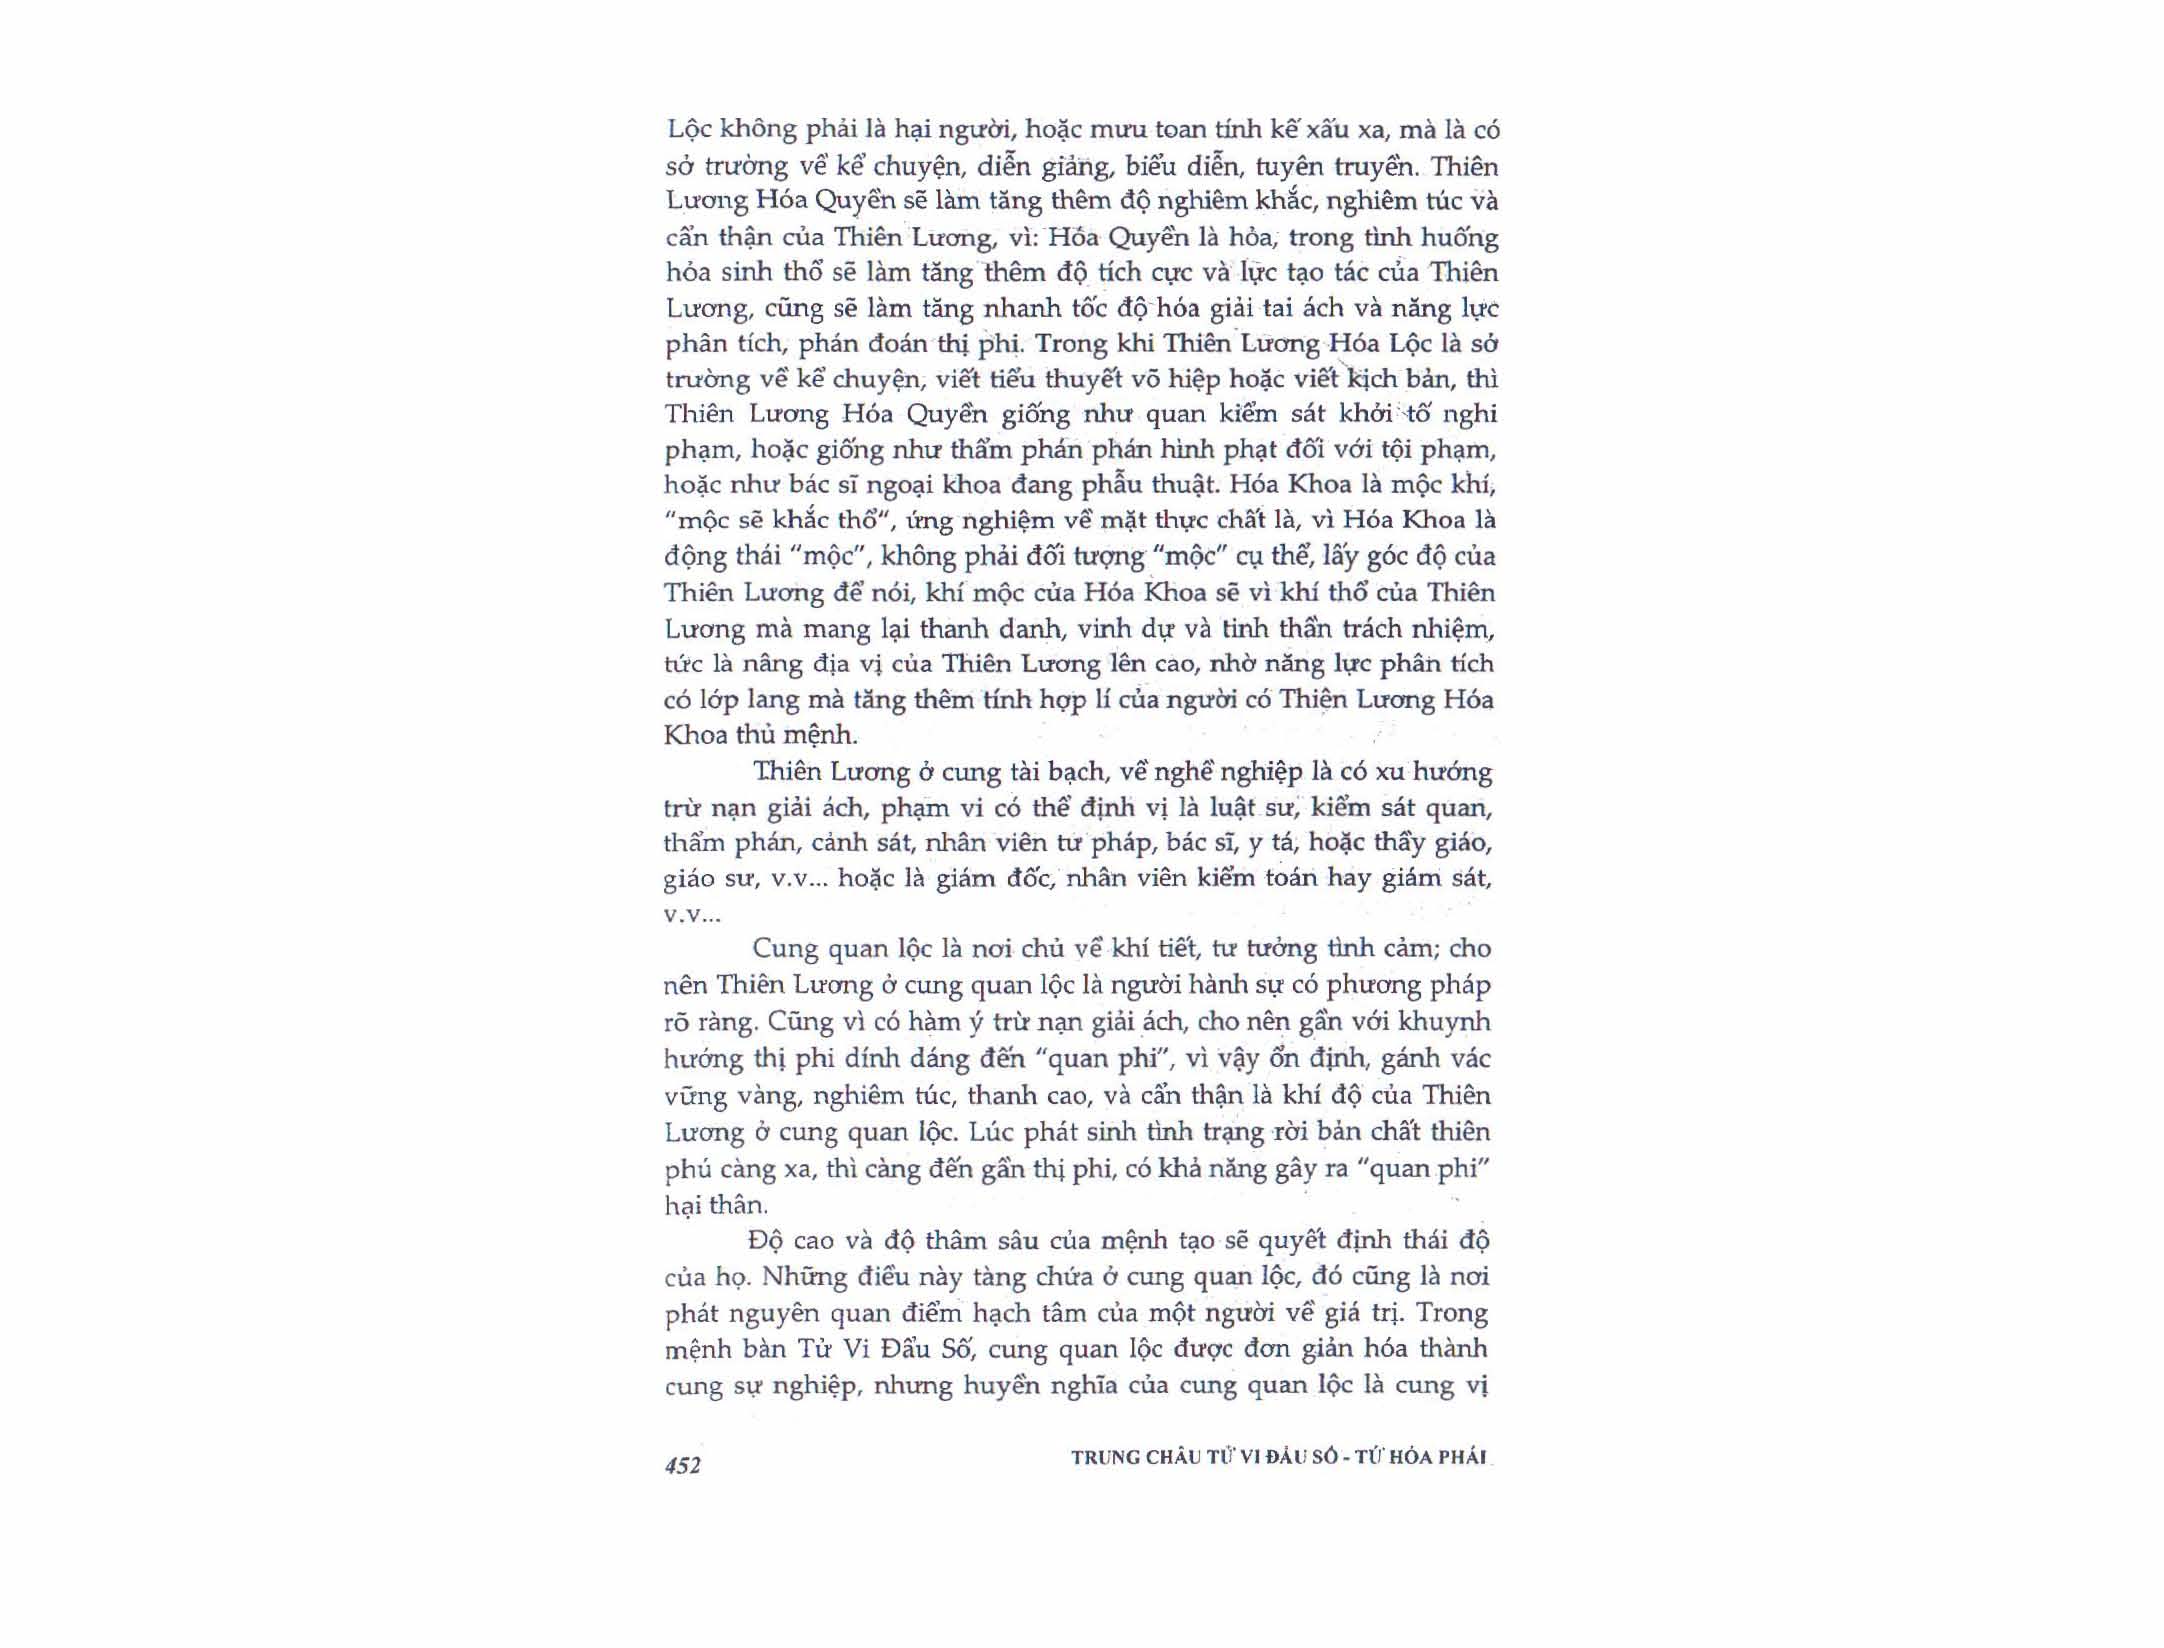 Lộc không phải là hại người, hoặc mưu toan tính kế xấu xa, mà là có
sở trường về kể chuyện, diễn giảng, biểu diễn, tuyên truyền. Thiên
Lương Hóa Quyền sẽ làm tăng thêm độ nghiêm khắc, nghiêm túc và
cẩn thận của Thiên Lương, vì: Hóa Quyền là hỏa, trong tình huống
hỏa sinh thổ sẽ làm tăng thêm độ tích cực và lực tạo tác của Thiên
Lương, cũng sẽ làm tăng nhanh tốc độ hóa giải tai ách và năng lực
phân tích, phán đoán thị phi. Trong khi Thiên Lương Hóa Lộc là sở
trường về kể chuyện, viết tiểu thuyết võ hiệp hoặc viết kịch bản, thì
Thiên Lương Hóa Quyền giống như quan kiểm sát khởi tố nghi
phạm, hoặc giống như thẩm phán phán hình phạt đối với tội phạm,
hoặc như bác sĩ ngoại khoa đang phẫu thuật. Hóa Khoa là mộc khí,
"mộc sẽ khắc thổ", ứng nghiệm về mặt thực chất là, vì Hóa Khoa là
động thái "mộc", không phải đối tượng "mộc" cụ thể, lấy góc độ của
Thiên Lương để nói, khí mộc của Hóa Khoa sẽ vì khí thổ của Thiên
Lương mà mang lại thanh danh, vinh dự và tinh thần trách nhiệm,
tức là nâng địa vị của Thiên Lương lên cao, nhờ năng lực phân tích
có lớp lang mà tăng thêm tính hợp lí của người có Thiên Lương Hóa
Khoa thủ mệnh.
Thiên Lương ở cung tài bạch, về nghề nghiệp là có xu hướng
trừ nạn giải ách, phạm vi có thể định vị là luật sư, kiểm sát quan,
thẩm phán, cảnh sát, nhân viên tư pháp, bác sĩ, y tá, hoặc thầy giáo,
giáo sư, v.v... hoặc là giám đốc, nhân viên kiểm toán hay giám sát,
v.v...
Cung quan lộc là nơi chủ về khí tiết, tư tưởng tình cảm; cho
nên Thiên Lương ở cung quan lộc là người hành sự có phương pháp
rõ ràng. Cũng vì có hàm ý trừ nạn giải ách, cho nên gần với khuynh
hướng thị phi dính dáng đến "quan phi", vì vậy ổn định, gánh vác
vững vàng, nghiêm túc, thanh cao, và cẩn thận là khí độ của Thiên
Lương ở cung quan lộc. Lúc phát sinh tình trạng rời bản chất thiên
phú càng xa, thì càng đến gần thị phi, có khả năng gây ra "quan phi"
hại thân.
Độ cao và độ thâm sâu của mệnh tạo sẽ quyết định thái độ
của họ. Những điều này tàng chứa ở cung quan lộc, đó cũng là nơi
phát nguyên quan điểm hạch tâm của một người về giá trị. Trong
mệnh bàn Tử Vi Đẩu Số, cung quan lộc được đơn giản hóa thành
cung sự nghiệp, nhưng huyền nghĩa của cung quan lộc là cung vị
452
TRUNG CHÂU TỬ VI ĐẨU SỐ - TỨ HÓA PHÁI